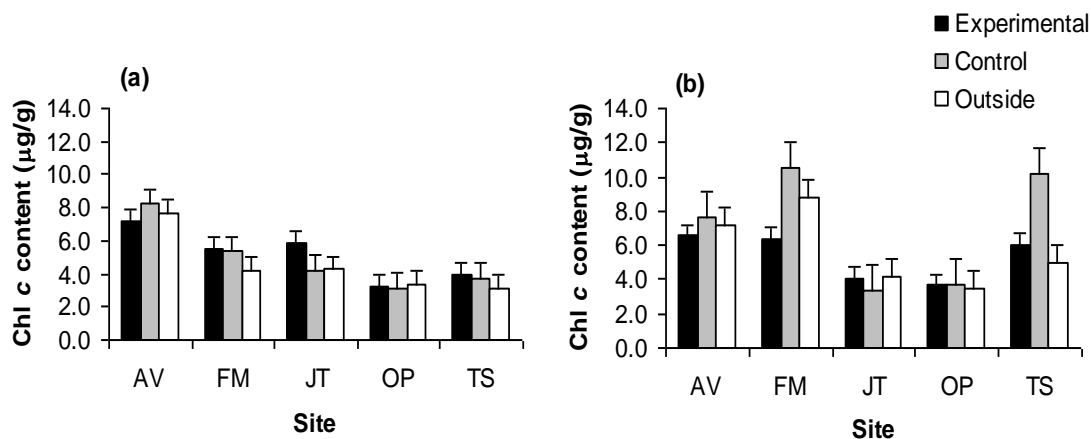 Experimental
Control
Outside
(a)
Chl c content (µg/g)
14.0
12.0
10.0
8.0
6.0
4.0
2.0
0.0
AV FM JT OP TS
Site
(b)
Chl c content (µg/g)
14.0
12.0
10.0
8.0
6.0
4.0
2.0
0.0
AV FM JT OP TS
Site